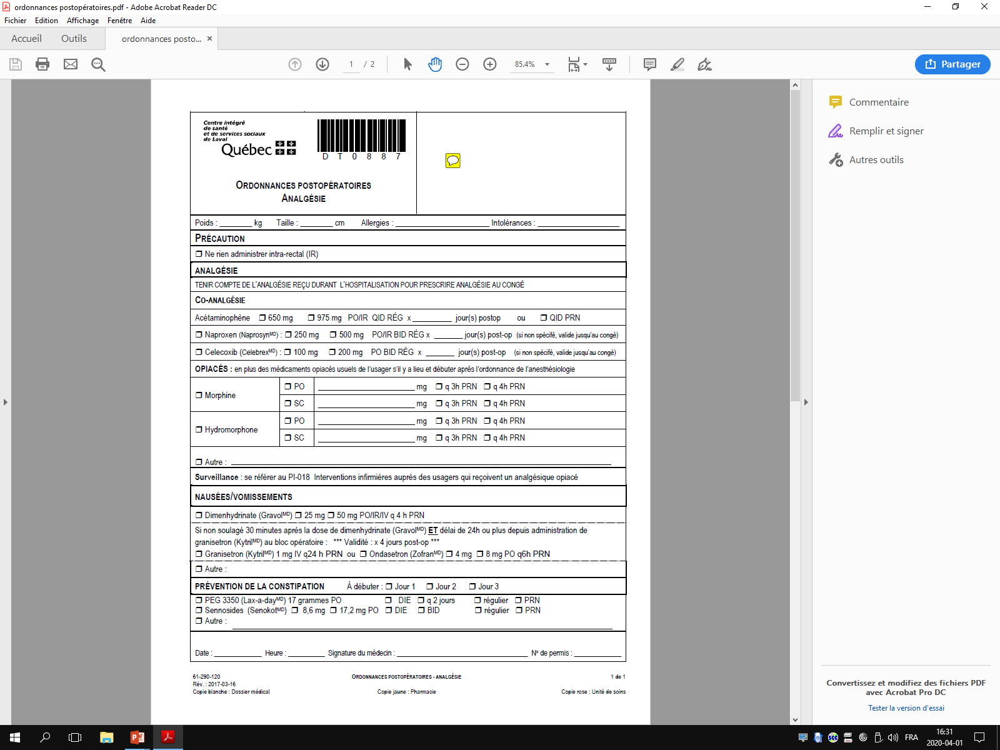 ordonnances postopératoires.pdf - Adobe Acrobat Reader DC
Fichier Edition Affichage Fenêtre Aide
Accueil Outils ordonnances posto... ×
1 / 2 85.4% Partager
Commentaire
Remplir et signer
Autres outils
Centre intégré
de santé
et de services sociaux
de Laval
Québec
D T 0 8 8 7
ORDONNANCES POSTOPÉRATOIRES
ANALGÉSIE
Poids : ________ kg Taille : ________ cm Allergies : _______________________ Intolérances : ____________________
PRÉCAUTION
❒ Ne rien administrer intra-rectal (IR)
ANALGÉSIE
TENIR COMPTE DE L'ANALGÉSIE REÇU DURANT L'HOSPITALISATION POUR PRESCRIRE ANALGÉSIE AU CONGÉ
CO-ANALGÉSIE
Acétaminophène ❒ 650 mg ❒ 975 mg PO/IR QID RÉG x _________ jour(s) postop ou ❒ QID PRN
❒ Naproxen (Naprosyn MD) : ❒ 250 mg ❒ 500 mg PO/IR BID RÉG x _______ jour(s) post-op (si non spécifé, valide jusqu'au congé)
❒ Celecoxib (Celebrex MD) : ❒ 100 mg ❒ 200 mg PO BID RÉG x _______ jour(s) post-op (si non spécifé, valide jusqu'au congé)
OPIACÉS : en plus des médicaments opiacés usuels de l'usager s'il y a lieu et débuter après l'ordonnance de l'anesthésiologie
❒ Morphine ❒ PO ________________________ mg ❒ q 3h PRN ❒ q 4h PRN
❒ SC ________________________ mg ❒ q 3h PRN ❒ q 4h PRN
❒ Hydromorphone ❒ PO ________________________ mg ❒ q 3h PRN ❒ q 4h PRN
❒ SC ________________________ mg ❒ q 3h PRN ❒ q 4h PRN
❒ Autre : ____________________
Surveillance : se référer au PI-018 Interventions infirmières auprès des usagers qui reçoivent un analgésique opiacé
NAUSÉES/VOMISSEMENTS
❒ Dimenhydrinate (Gravol MD) ❒ 25 mg ❒ 50 mg PO/IR/IV q 4 h PRN
Si non soulagé 30 minutes après la dose de dimenhydrinate (Gravol MD) ET délai de 24h ou plus depuis administration de
granisetron (Kytril MD) au bloc opératoire : *** Validité : x 4 jours post-op ***
❒ Granisetron (Kytril MD) 1 mg IV q24 h PRN ou ❒ Ondasetron (Zofran MD) ❒ 4 mg ❒ 8 mg PO q6h PRN
❒ Autre :
PRÉVENTION DE LA CONSTIPATION À débuter : ❒ Jour 1 ❒ Jour 2 ❒ Jour 3
❒ PEG 3350 (Lax-a-day MD) 17 grammes PO ❒ DIE ❒ q 2 jours ❒ régulier ❒ PRN
❒ Sennosides (Senokot MD) ❒ 8,6 mg ❒ 17,2 mg PO ❒ DIE ❒ BID ❒ régulier ❒ PRN
❒ Autre : ____________________
Date : ____________ Heure : _________ Signature du médecin : ________________________________ No de permis : ____________
61-290-120 ORDONNANCES POSTOPÉRATOIRES - ANALGÉSIE 1 de 1
Rév. : 2017-03-16
Copie blanche : Dossier médical Copie jaune : Pharmacie Copie rose : Unité de soins
Convertissez et modifiez des fichiers PDF
avec Acrobat Pro DC
Tester la version d'essai
FRA
16:31
2020-04-01